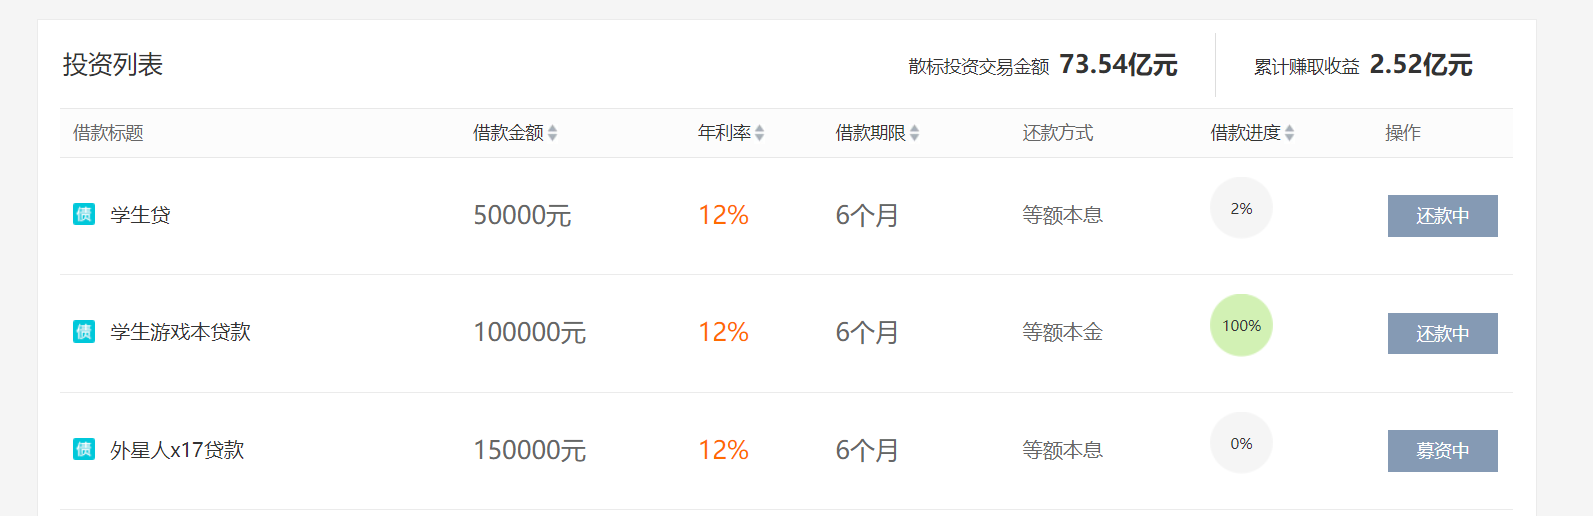 投资列表 散标投资交易金额 73.54亿元 累计赚取收益 2.52亿元
借款标题 借款金额 年利率 借款期限 还款方式 借款进度 操作
债 学生贷 50000元 12% 6个月 等额本息 2% 还款中
债 学生游戏本贷款 100000元 12% 6个月 等额本金 100% 还款中
债 外星人x17贷款 150000元 12% 6个月 等额本息 0% 募资中